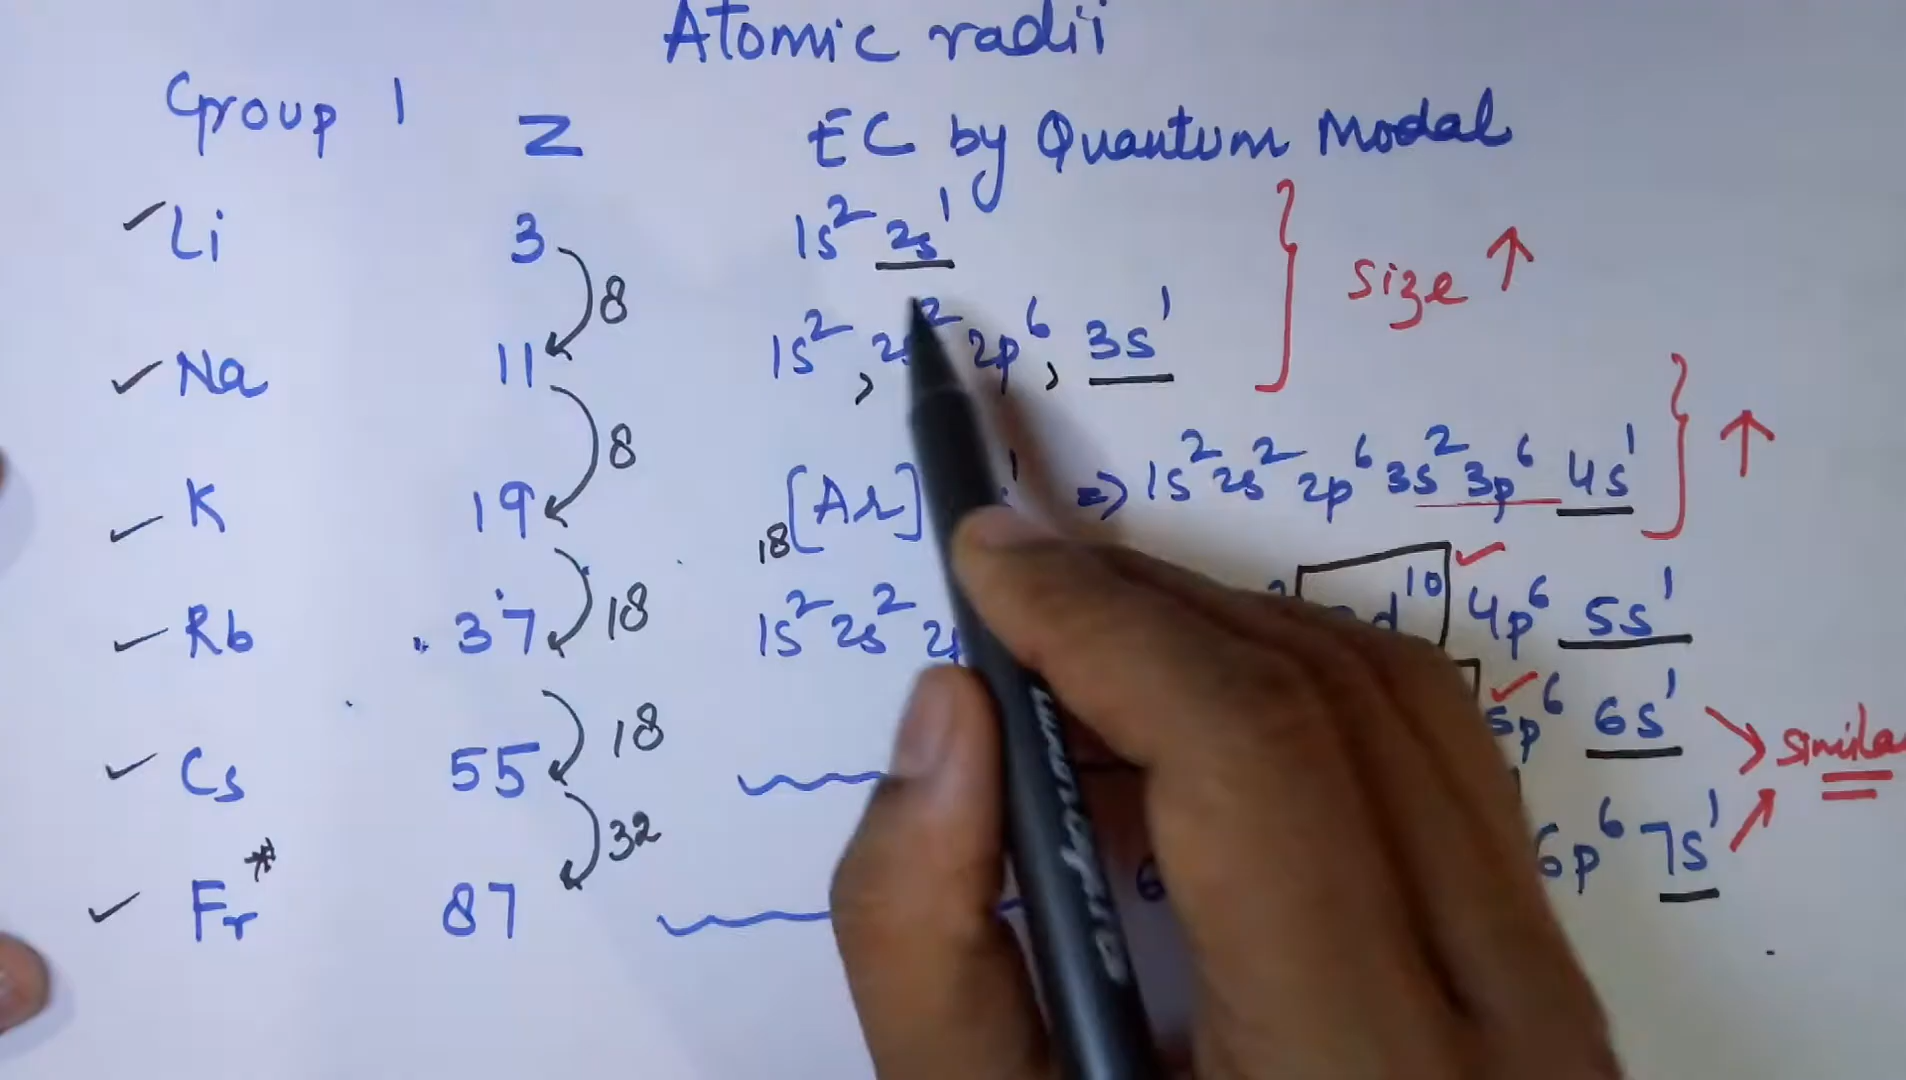 Atomic radii
Group 1 Z EC by Quantum Modal
Li 3 1s² 2s¹
8 Size ↑
Na 11 1s², 2s² 2p⁶, 3s¹
8 ↑
K 19 ₁₈[Ar] ⇒ 1s² 2s² 2p⁶ 3s² 3p⁶ 4s¹
18
Rb 37 1s² 2s² 10 4p⁶ 5s¹
18
Cs 55 5p⁶ 6s¹
32
Fr* 87 6p⁶ 7s¹